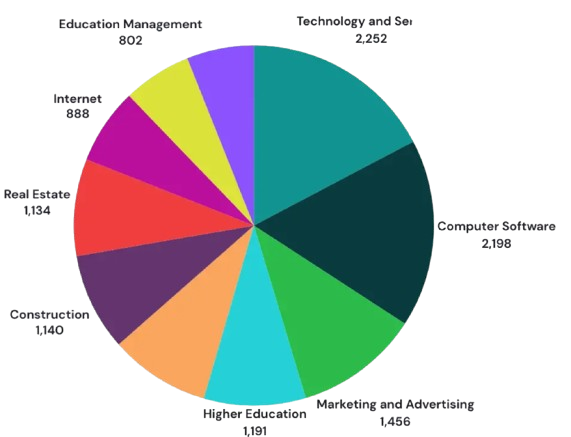 Education Management
802
Technology and
2,252
Internet
888
Real Estate
1,134
Computer Software
2,198
Construction
1,140
Higher Education
1,191
Marketing and Advertising
1,456